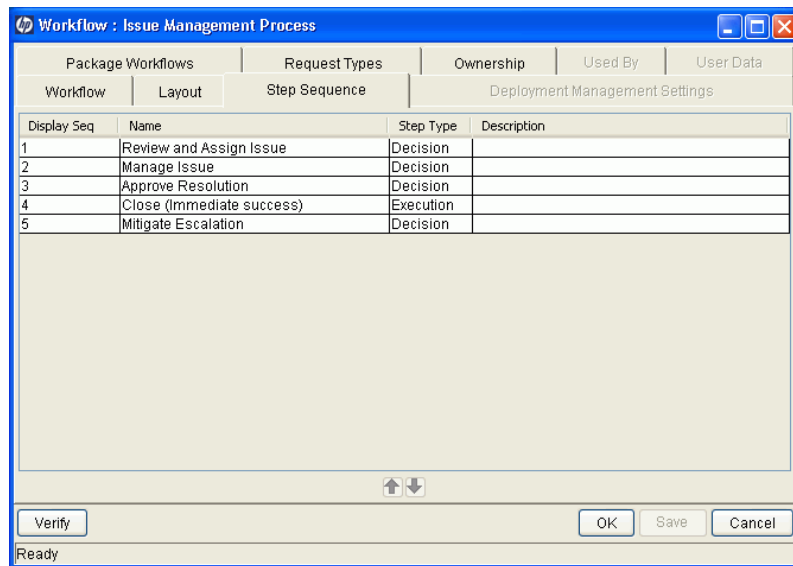 hp Workflow : Issue Management Process
Package Workflows Request Types Ownership Used By User Data
Workflow Layout Step Sequence Deployment Management Settings
Display Seq Name Step Type Description
1 Review and Assign Issue Decision
2 Manage Issue Decision
3 Approve Resolution Decision
4 Close (Immediate success) Execution
5 Mitigate Escalation Decision
Verify OK Save Cancel
Ready